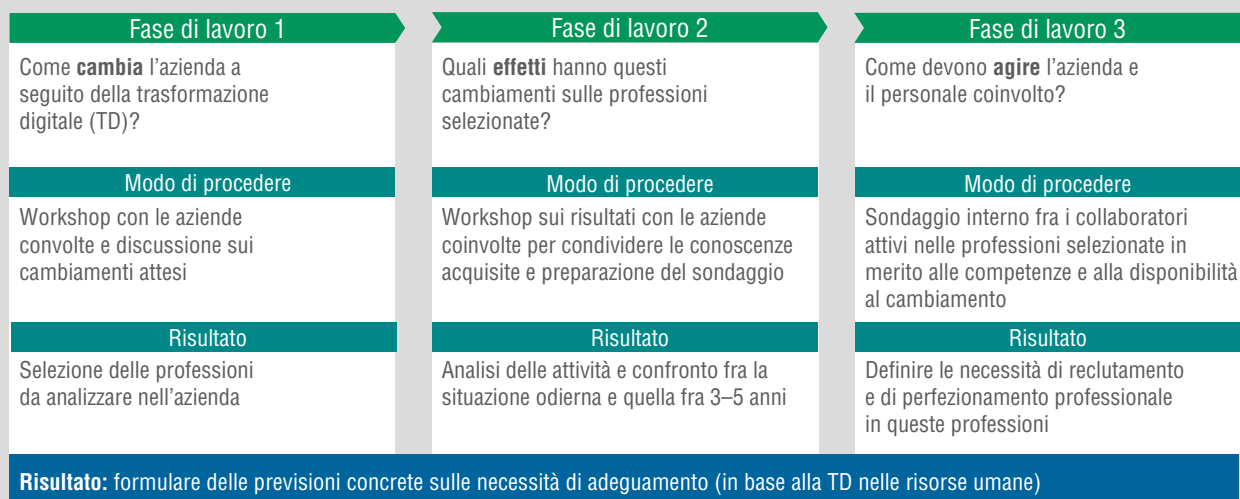 Fase di lavoro 1
Come cambia l'azienda a
seguito della trasformazione
digitale (TD)?
Modo di procedere
Workshop con le aziende
convolte e discussione sui
cambiamenti attesi
Risultato
Selezione delle professioni
da analizzare nell'azienda
Fase di lavoro 2
Quali effetti hanno questi
cambiamenti sulle professioni
selezionate?
Modo di procedere
Workshop sui risultati con le aziende
coinvolte per condividere le conoscenze
acquisite e preparazione del sondaggio
Risultato
Analisi delle attività e confronto fra la
situazione odierna e quella fra 3–5 anni
Fase di lavoro 3
Come devono agire l'azienda e
il personale coinvolto?
Modo di procedere
Sondaggio interno fra i collaboratori
attivi nelle professioni selezionate in
merito alle competenze e alla disponibilità
al cambiamento
Risultato
Definire le necessità di reclutamento
e di perfezionamento professionale
in queste professioni
Risultato: formulare delle previsioni concrete sulle necessità di adeguamento (in base alla TD nelle risorse umane)